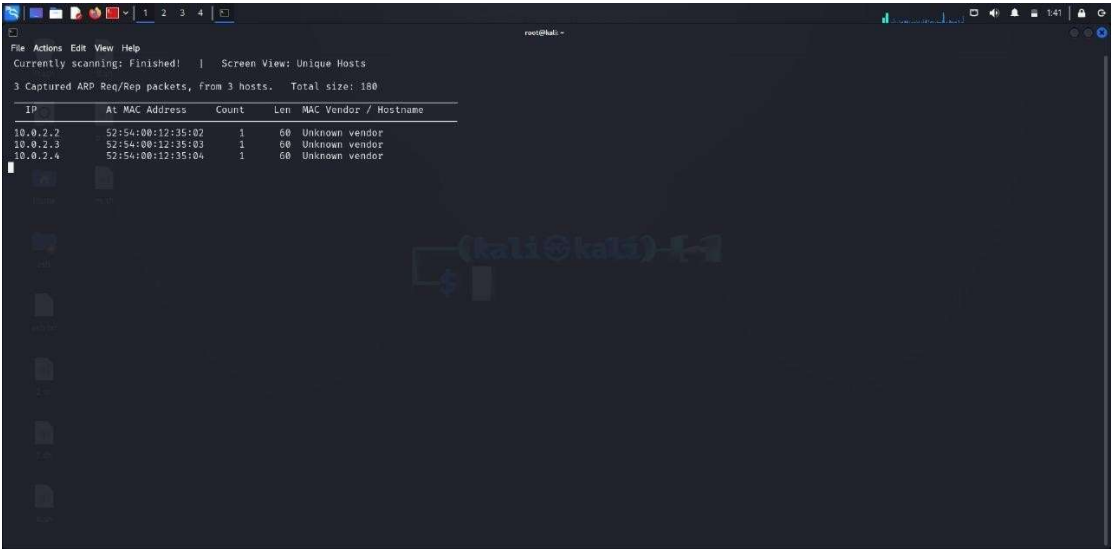 1 2 3 4
1:41
root@kali: ~
File Actions Edit View Help
Currently scanning: Finished! | Screen View: Unique Hosts
3 Captured ARP Req/Rep packets, from 3 hosts. Total size: 180
IP At MAC Address Count Len MAC Vendor / Hostname
10.0.2.2 52:54:00:12:35:02 1 60 Unknown vendor
10.0.2.3 52:54:00:12:35:03 1 60 Unknown vendor
10.0.2.4 52:54:00:12:35:04 1 60 Unknown vendor
(kali㉿kali)-[~]
$